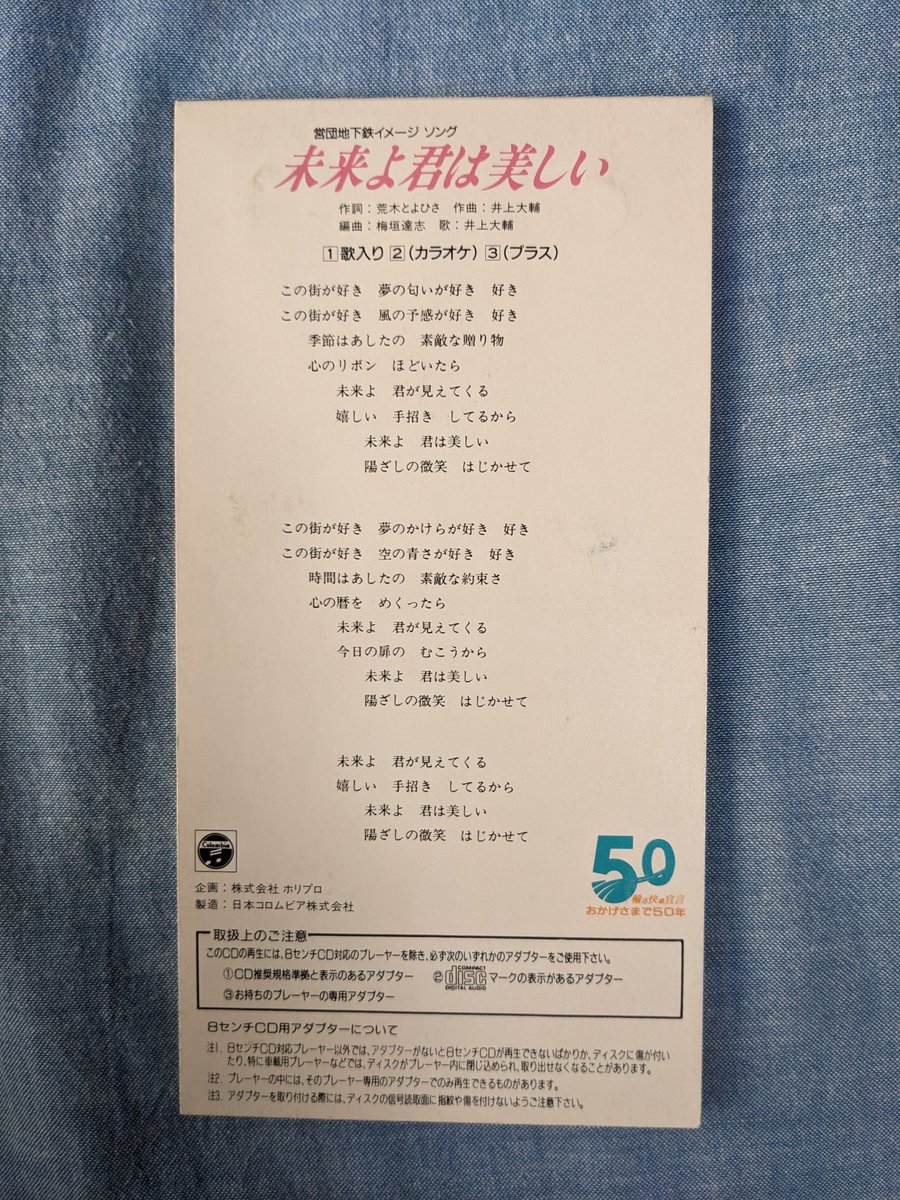 営団地下鉄イメージ ソング
未来よ君は美しい
作詞：荒木とよひさ 作曲：井上大輔
編曲：梅垣達志 歌：井上大輔
1歌入り 2(カラオケ) 3(ブラス)
この街が好き 夢の匂いが好き 好き
この街が好き 風の予感が好き 好き
季節はあしたの 素敵な贈り物
心のリボン ほどいたら
未来よ 君が見えてくる
嬉しい 手招き してるから
未来よ 君は美しい
陽ざしの微笑 はじかせて
この街が好き 夢のかけらが好き 好き
この街が好き 空の青さが好き 好き
時間はあしたの 素敵な約束さ
心の暦を めくったら
未来よ 君が見えてくる
今日の扉の むこうから
未来よ 君は美しい
陽ざしの微笑 はじかせて
未来よ 君が見えてくる
嬉しい 手招き してるから
未来よ 君は美しい
陽ざしの微笑 はじかせて
Columbia
企画：株式会社 ホリプロ
製造：日本コロムビア株式会社
50
輸送快適宣言
おかげさまで50年
取扱上のご注意
このCDの再生には、8センチCD対応のプレーヤーを除き、必ず次のいずれかのアダプターをご使用下さい。
①CD推奨規格準拠と表示のあるアダプター ②COMPACT disc DIGITAL AUDIO マークの表示があるアダプター
③お持ちのプレーヤーの専用アダプター
8センチCD用アダプターについて
注1. 8センチCD対応プレーヤー以外では、アダプターがないと8センチCDが再生できないばかりか、ディスクに傷が付い
たり、特に車載用プレーヤーなどでは、ディスクがプレーヤー内に閉じ込められ、取り出せなくなることがあります。
注2. プレーヤーの中には、そのプレーヤー専用のアダプターでのみ再生できるものがあります。
注3. アダプターを取り付ける際には、ディスクの信号読取面に指紋や傷を付けないようご注意下さい。